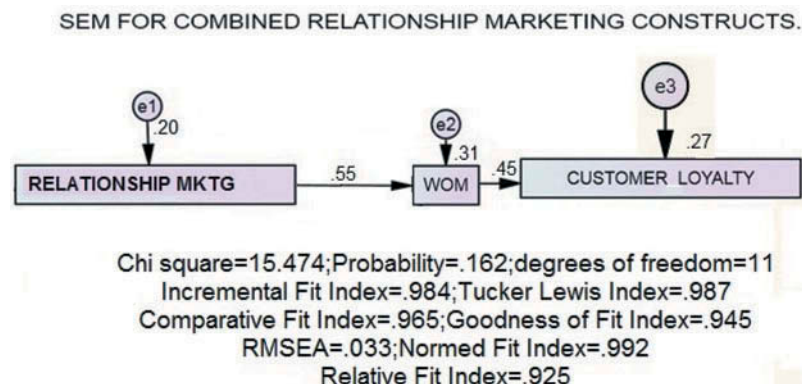 SEM FOR COMBINED RELATIONSHIP MARKETING CONSTRUCTS.
e3
e1
.20
e2
.31
.27
RELATIONSHIP MKTG
.55
WOM
.45
CUSTOMER LOYALTY
Chi square=15.474;Probability=.162;degrees of freedom=11
Incremental Fit Index=.984;Tucker Lewis Index=.987
Comparative Fit Index=.965;Goodness of Fit Index=.945
RMSEA=.033;Normed Fit Index=.992
Relative Fit Index=.925